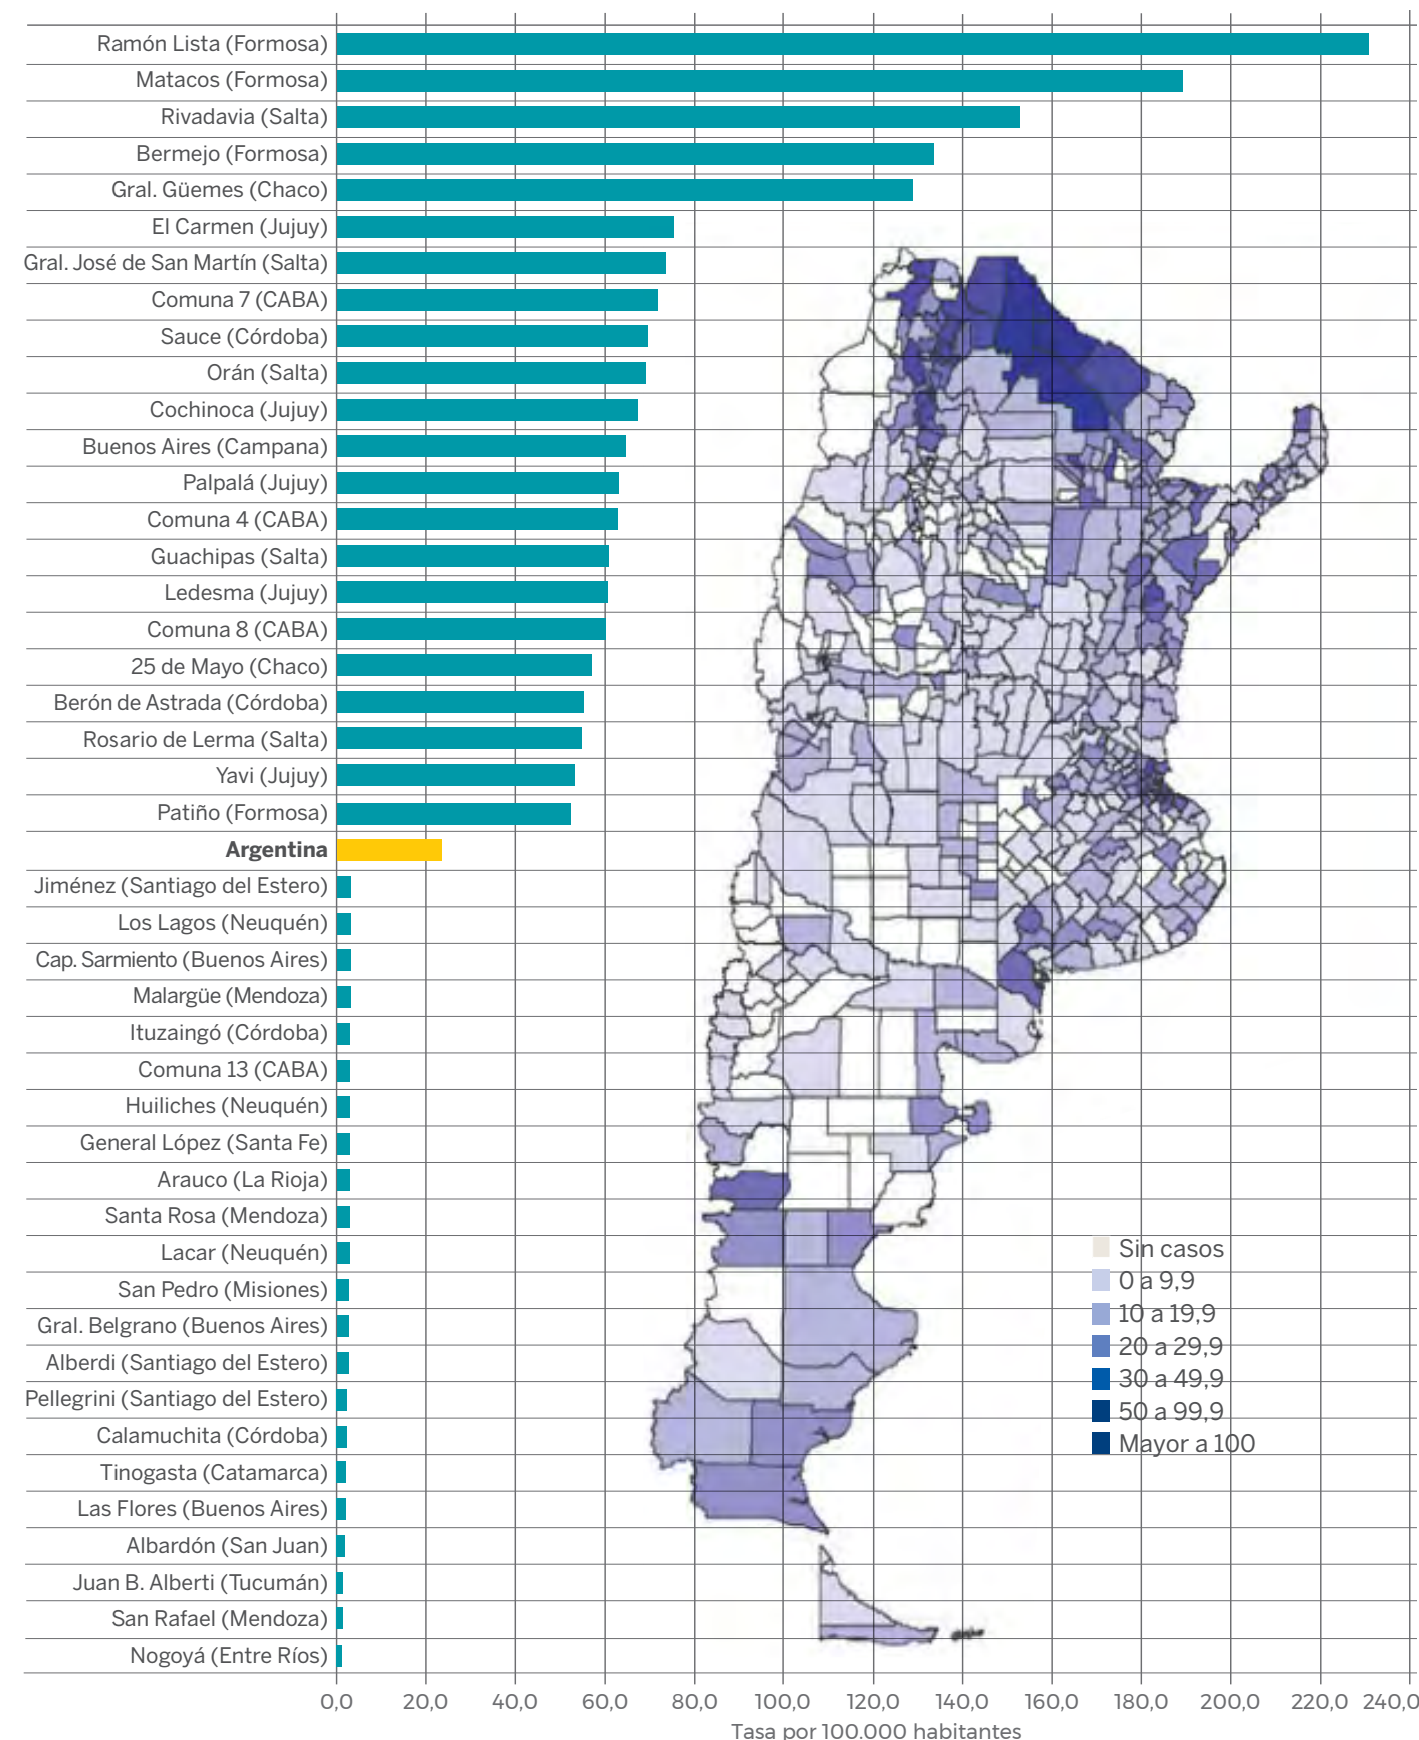 Ramón Lista (Formosa)
Matacos (Formosa)
Rivadavia (Salta)
Bermejo (Formosa)
Gral. Güemes (Chaco)
El Carmen (Jujuy)
Gral. José de San Martín (Salta)
Comuna 7 (CABA)
Sauce (Córdoba)
Orán (Salta)
Cochinoca (Jujuy)
Buenos Aires (Campana)
Palpalá (Jujuy)
Comuna 4 (CABA)
Guachipas (Salta)
Ledesma (Jujuy)
Comuna 8 (CABA)
25 de Mayo (Chaco)
Berón de Astrada (Córdoba)
Rosario de Lerma (Salta)
Yavi (Jujuy)
Patiño (Formosa)
Argentina
Jiménez (Santiago del Estero)
Los Lagos (Neuquén)
Cap. Sarmiento (Buenos Aires)
Malargüe (Mendoza)
Ituzaingó (Córdoba)
Comuna 13 (CABA)
Huiliches (Neuquén)
General López (Santa Fe)
Arauco (La Rioja)
Santa Rosa (Mendoza)
Lacar (Neuquén)
San Pedro (Misiones)
Gral. Belgrano (Buenos Aires)
Alberdi (Santiago del Estero)
Pellegrini (Santiago del Estero)
Calamuchita (Córdoba)
Tinogasta (Catamarca)
Las Flores (Buenos Aires)
Albardón (San Juan)
Juan B. Alberti (Tucumán)
San Rafael (Mendoza)
Nogoyá (Entre Ríos)
Sin casos
0 a 9,9
10 a 19,9
20 a 29,9
30 a 49,9
50 a 99,9
Mayor a 100
0,0 20,0 40,0 60,0 80,0 100,0 120,0 140,0 160,0 180,0 200,0 220,0 240,0
Tasa por 100.000 habitantes